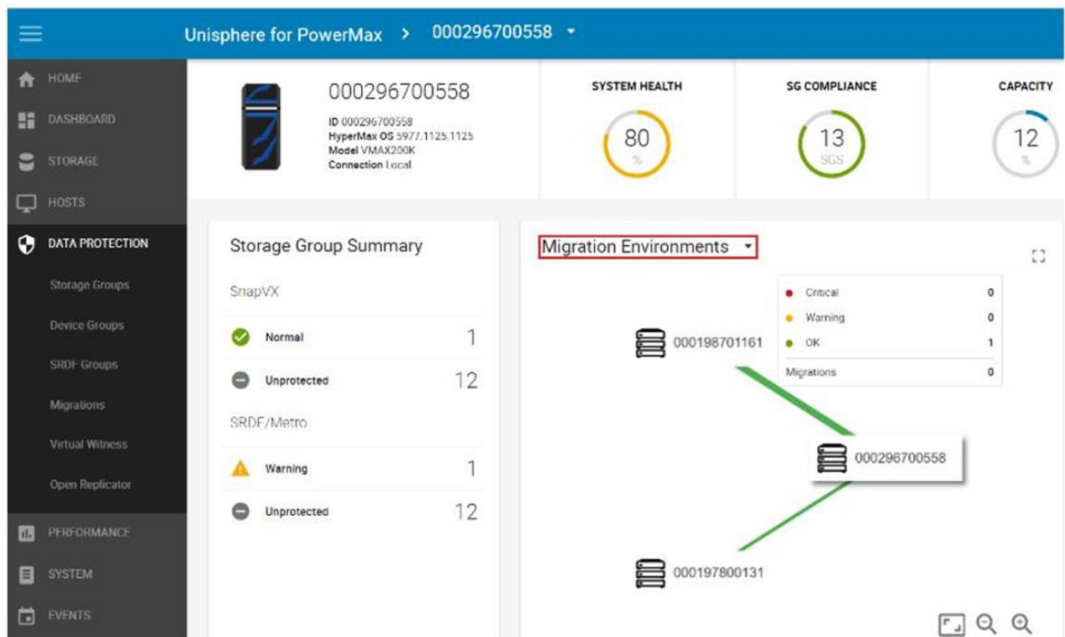 Unisphere for PowerMax > 000296700558
HOME
DASHBOARD
STORAGE
HOSTS
DATA PROTECTION
Storage Groups
Device Groups
SRDF Groups
Migrations
Virtual Witness
Open Replicator
PERFORMANCE
SYSTEM
EVENTS
000296700558
ID 000296700558
HyperMax OS 5977.1125.1125
Model VMAX200K
Connection Local
SYSTEM HEALTH
80
%
SG COMPLIANCE
13
SGS
CAPACITY
12
%
Storage Group Summary
SnapVX
Normal 1
Unprotected 12
SRDF/Metro
Warning 1
Unprotected 12
Migration Environments
Critical 0
Warning 0
OK 1
Migrations 0
000198701161
000296700558
000197800131